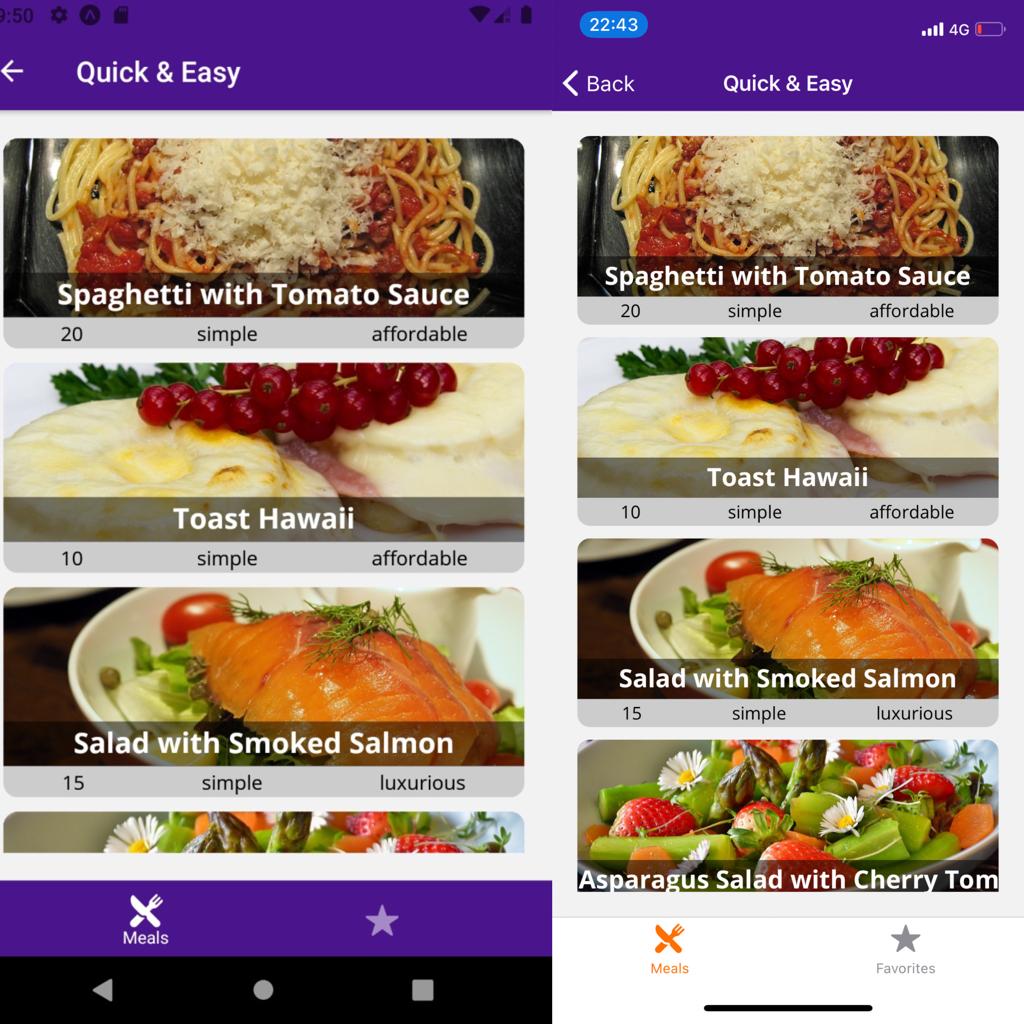 9:50
Quick & Easy
Spaghetti with Tomato Sauce
20 simple affordable
Toast Hawaii
10 simple affordable
Salad with Smoked Salmon
15 simple luxurious
Meals
22:43
4G
Back
Quick & Easy
Spaghetti with Tomato Sauce
20 simple affordable
Toast Hawaii
10 simple affordable
Salad with Smoked Salmon
15 simple luxurious
Asparagus Salad with Cherry Tom
Meals Favorites